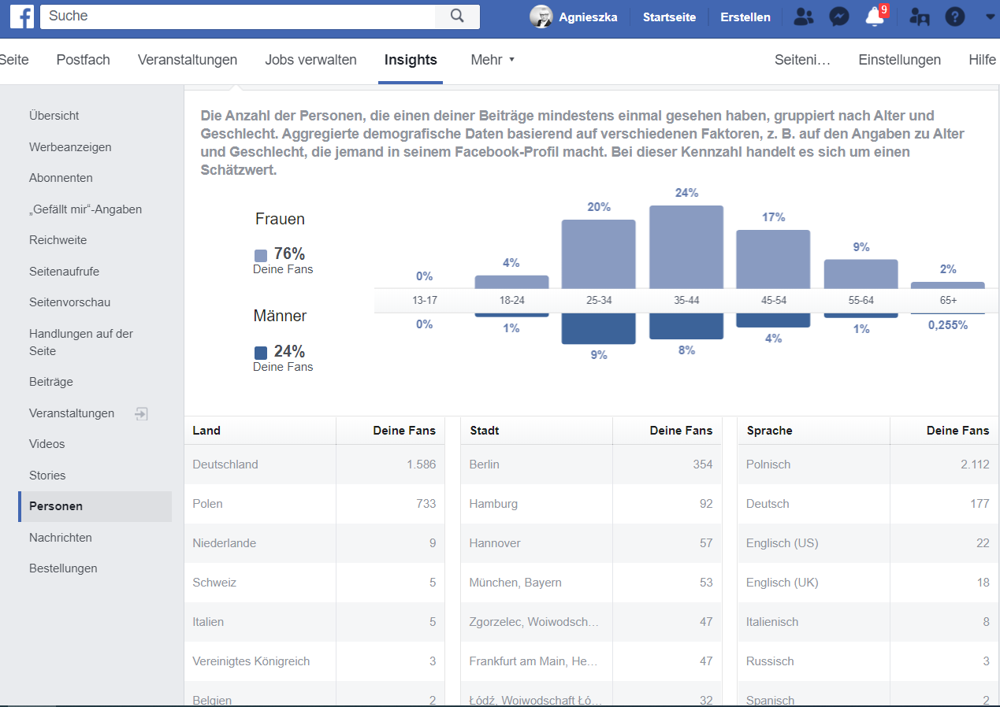 f
Suche
Agnieszka
Startseite
Erstellen
9
?
Seite
Postfach
Veranstaltungen
Jobs verwalten
Insights
Mehr
Seiteni…
Einstellungen
Hilfe
Übersicht
Werbeanzeigen
Abonnenten
„Gefällt mir“-Angaben
Reichweite
Seitenaufrufe
Seitenvorschau
Handlungen auf der
Seite
Beiträge
Veranstaltungen
Videos
Stories
Personen
Nachrichten
Bestellungen
Die Anzahl der Personen, die einen deiner Beiträge mindestens einmal gesehen haben, gruppiert nach Alter und
Geschlecht. Aggregierte demografische Daten basierend auf verschiedenen Faktoren, z. B. auf den Angaben zu Alter
und Geschlecht, die jemand in seinem Facebook-Profil macht. Bei dieser Kennzahl handelt es sich um einen
Schätzwert.
Frauen
76%
Deine Fans
0% 4% 20% 24% 17% 9% 2%
13-17 18-24 25-34 35-44 45-54 55-64 65+
Männer
24%
Deine Fans
0% 1% 9% 8% 4% 1% 0,255%
Land Deine Fans
Deutschland 1.586
Polen 733
Niederlande 9
Schweiz 5
Italien 5
Vereinigtes Königreich 3
Belgien 2
Stadt Deine Fans
Berlin 354
Hamburg 92
Hannover 57
München, Bayern 53
Zgorzelec, Woiwodsch… 47
Frankfurt am Main, He… 47
Łódź, Woiwodschaft Łó… 32
Sprache Deine Fans
Polnisch 2.112
Deutsch 177
Englisch (US) 22
Englisch (UK) 18
Italienisch 8
Russisch 3
Spanisch 2